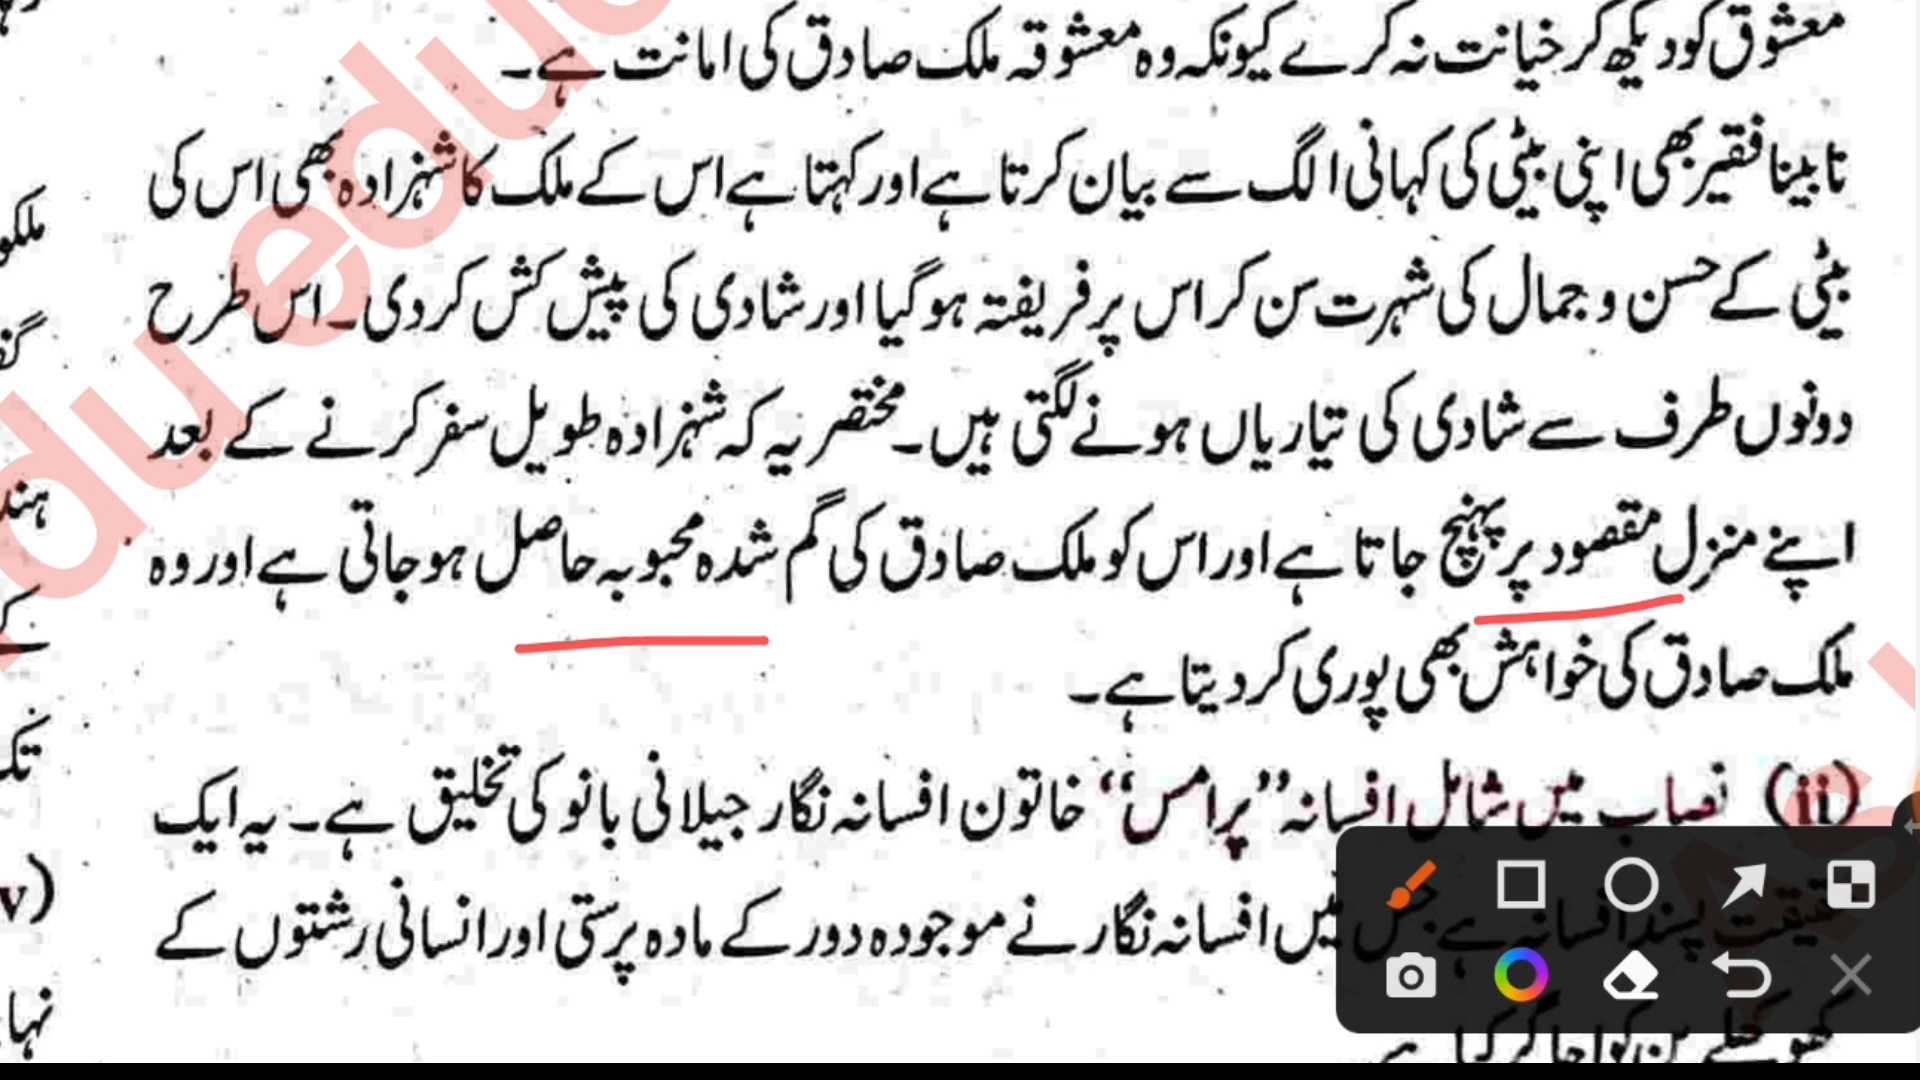 معشوق کو دیکھ کر خیانت نہ کرے کیونکہ وہ معشوقہ ملک صادق کی امانت ہے۔
نابینا فقیر بھی اپنی بیٹی کی کہانی الگ سے بیان کرتا ہے اور کہتا ہے اس کے ملک کا شہزادہ بھی اس کی
بیٹی کے حسن و جمال کی شہرت سن کر اس پر فریفتہ ہو گیا اور شادی کی پیش کش کر دی۔ اس طرح
دونوں طرف سے شادی کی تیاریاں ہونے لگتی ہیں۔ مختصر یہ کہ شہزادہ طویل سفر کرنے کے بعد
اپنے منزل مقصود پر پہنچ جاتا ہے اور اس کو ملک صادق کی گم شدہ محبوبہ حاصل ہو جاتی ہے اور وہ
ملک صادق کی خواہش بھی پوری کر دیتا ہے۔
(ii) نصاب میں شامل افسانہ ”پرامس“ خاتون افسانہ نگار جیلانی بانو کی تخلیق ہے۔ یہ ایک
حقیقت پسند افسانہ ہے جس میں افسانہ نگار نے موجودہ دور کے مادہ پرستی اور انسانی رشتوں کے